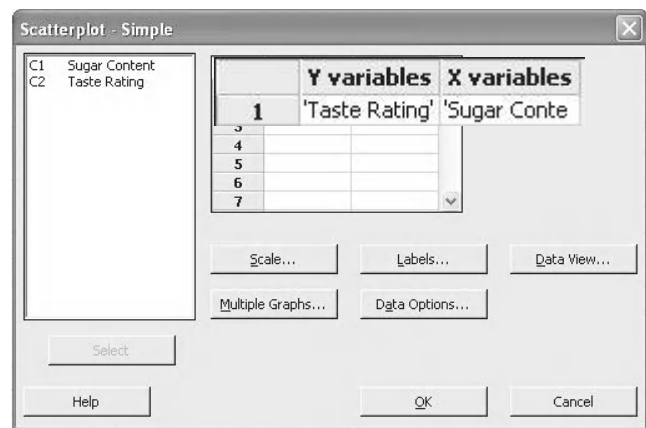 Scatterplot - Simple
C1 Sugar Content
C2 Taste Rating
Y variables X variables
1 'Taste Rating' 'Sugar Conte
3
4
5
6
7
Scale... Labels... Data View...
Multiple Graphs... Data Options...
Select
Help OK Cancel